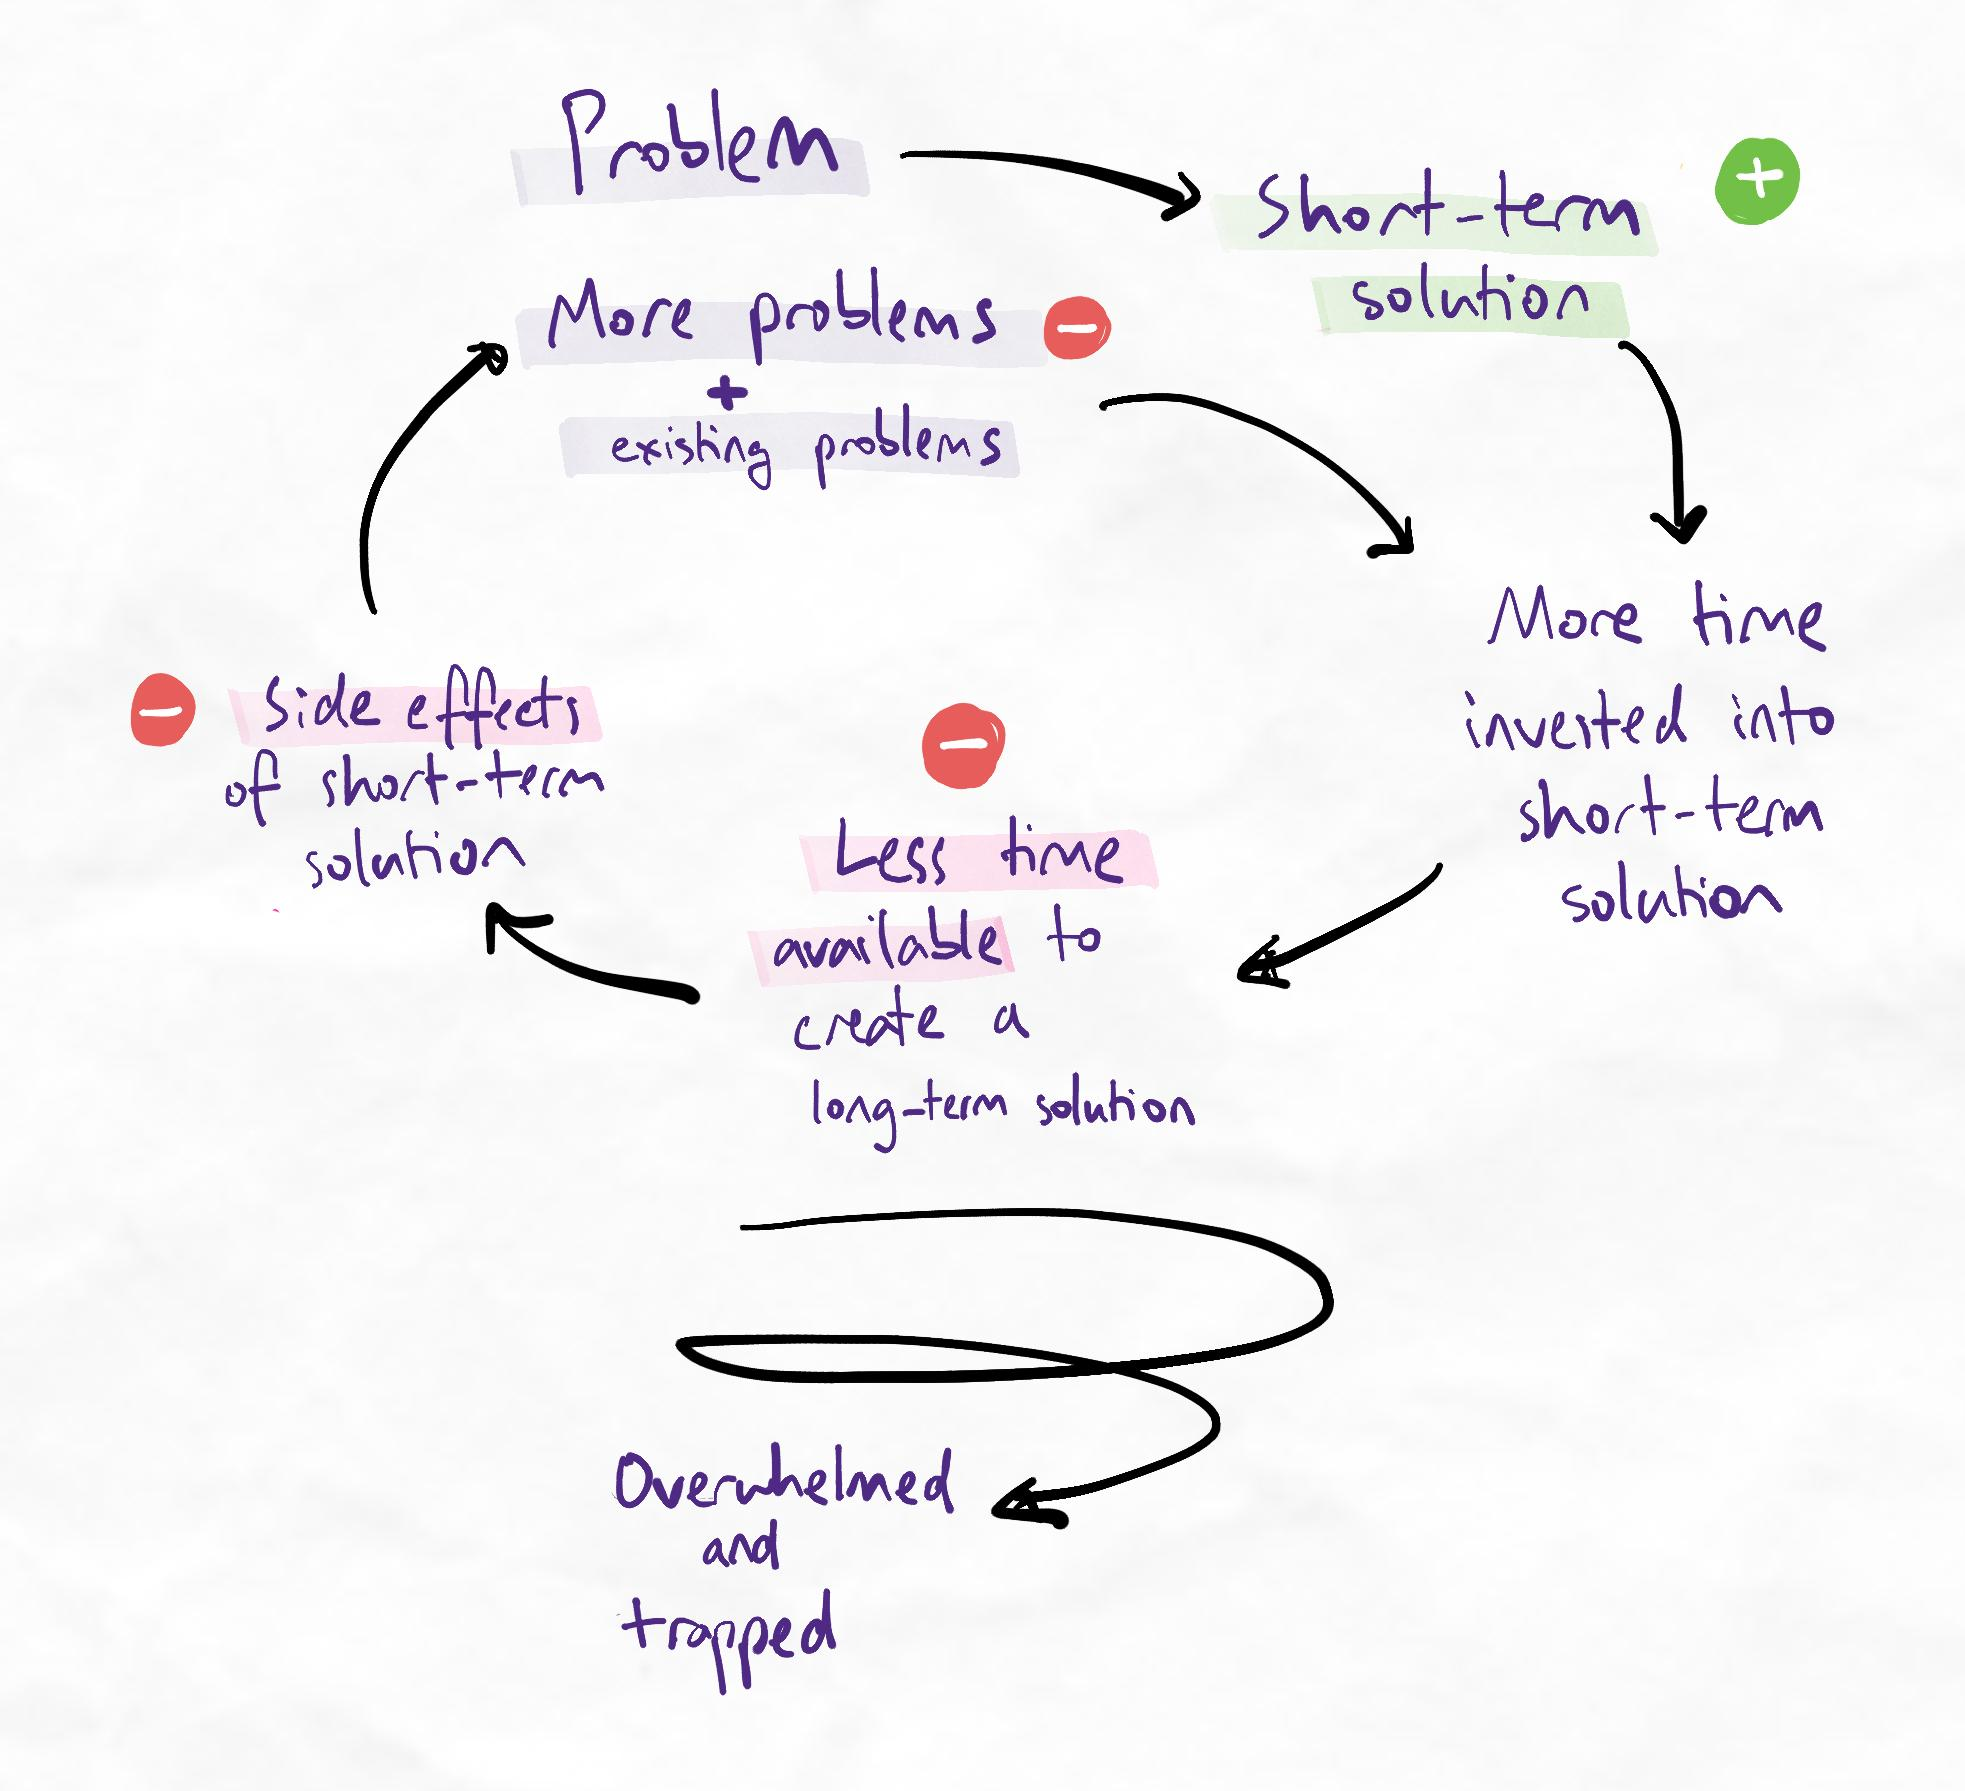 Problem
Short-term
solution
+
More problems
-
+
existing problems
More time
invested into
short-term
solution
-
Less time
available to
create a
long-term solution
-
Side effects
of short-term
solution
Overwhelmed
and
trapped